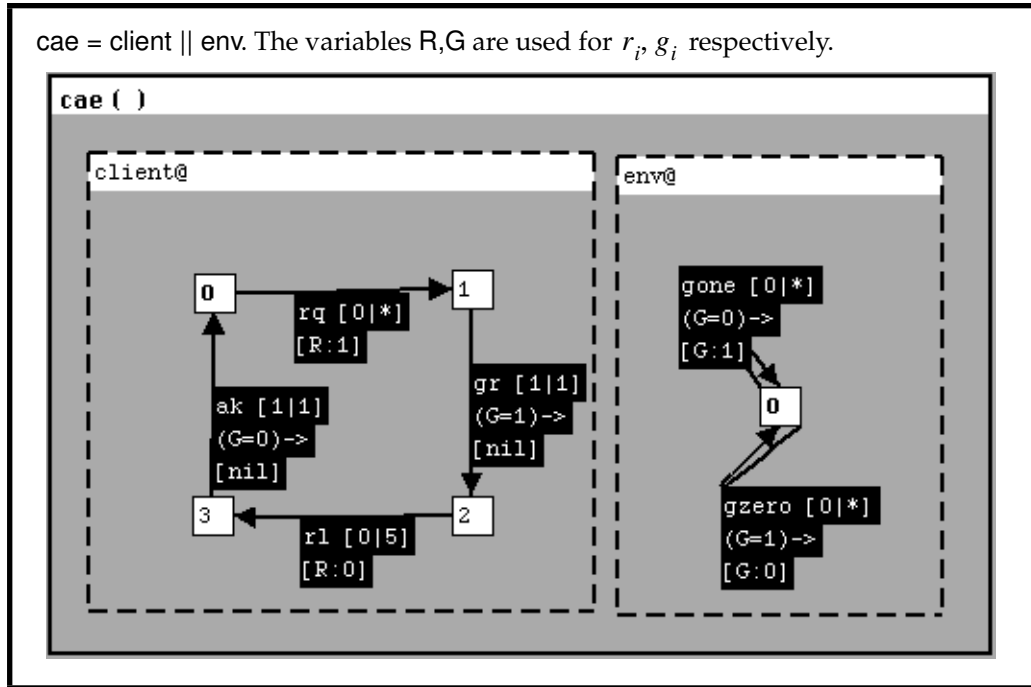 cae = client || env. The variables R,G are used for r_i, g_i respectively.
cae ( )
client@
env@
0
1
rq [0|*]
[R:1]
gr [1|1]
(G=1)->
[nil]
ak [1|1]
(G=0)->
[nil]
3
2
rl [0|5]
[R:0]
gone [0|*]
(G=0)->
[G:1]
0
gzero [0|*]
(G=1)->
[G:0]